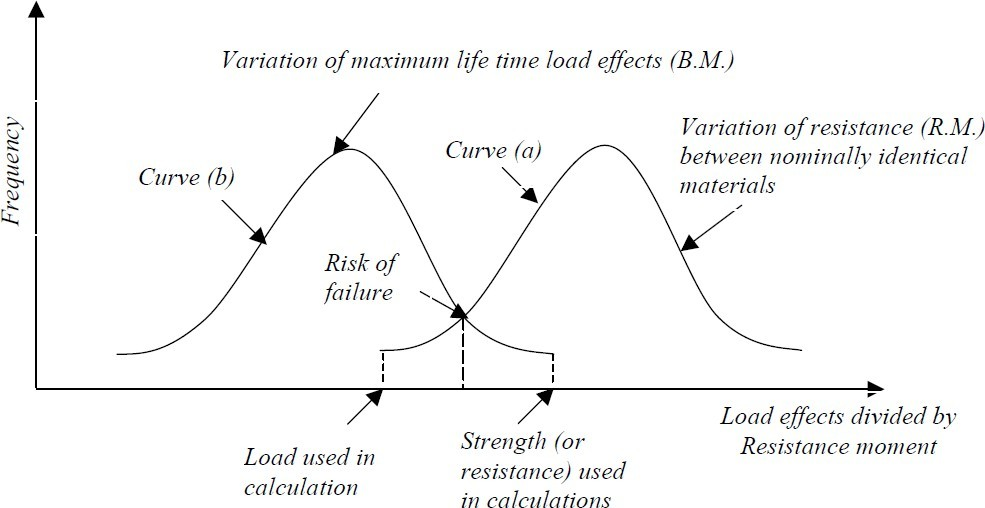 Variation of maximum life time load effects (B.M.)
Frequency
Curve (b)
Curve (a)
Variation of resistance (R.M.)
between nominally identical
materials
Risk of
failure
Load used in
calculation
Strength (or
resistance) used
in calculations
Load effects divided by
Resistance moment